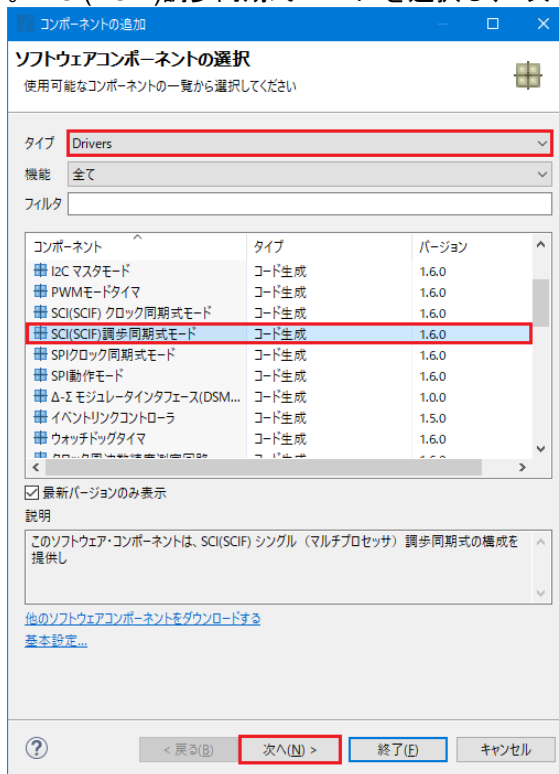 コンポーネントの追加
ソフトウェアコンポーネントの選択
使用可能なコンポーネントの一覧から選択してください
タイプ Drivers
機能 全て
フィルタ
コンポーネント タイプ バージョン
I2C マスタモード コード生成 1.6.0
PWMモードタイマ コード生成 1.6.0
SCI(SCIF) クロック同期式モード コード生成 1.6.0
SCI(SCIF)調歩同期式モード コード生成 1.6.0
SPIクロック同期式モード コード生成 1.6.0
SPI動作モード コード生成 1.6.0
Δ-Σ モジュレータインタフェース(DSM... コード生成 1.0.0
イベントリンクコントローラ コード生成 1.5.0
ウォッチドッグタイマ コード生成 1.6.0
最新バージョンのみ表示
説明
このソフトウェア・コンポーネントは、SCI(SCIF) シングル（マルチプロセッサ）調歩同期式の構成を
提供し
他のソフトウェアコンポーネントをダウンロードする
基本設定...
? < 戻る(B) 次へ(N) > 終了(F) キャンセル